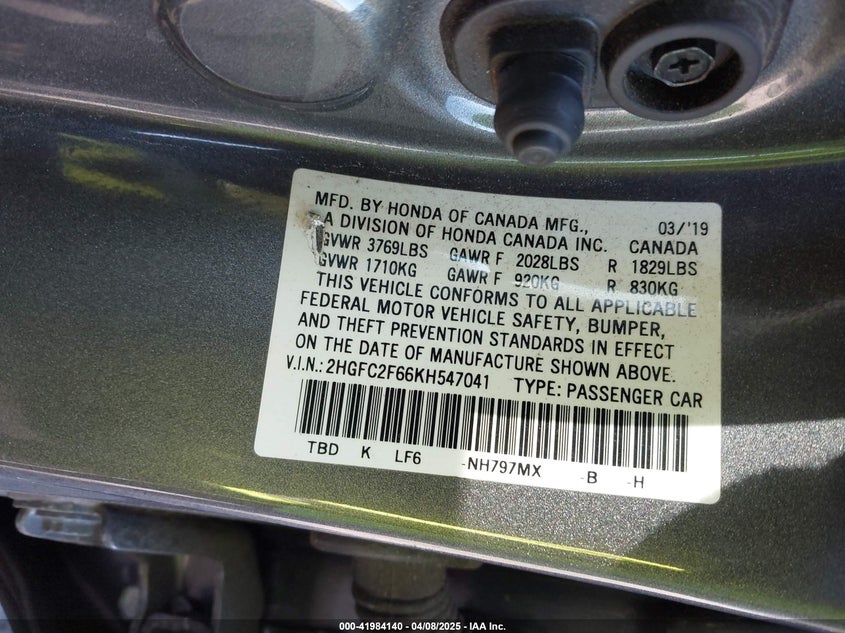 MFD. BY HONDA OF CANADA MFG., 03/'19
A DIVISION OF HONDA CANADA INC. CANADA
GVWR 3769LBS GAWR F 2028LBS R 1829LBS
GVWR 1710KG GAWR F 920KG R 830KG
THIS VEHICLE CONFORMS TO ALL APPLICABLE
FEDERAL MOTOR VEHICLE SAFETY, BUMPER,
AND THEFT PREVENTION STANDARDS IN EFFECT
ON THE DATE OF MANUFACTURE SHOWN ABOVE.
V.I.N.: 2HGFC2F66KH547041 TYPE: PASSENGER CAR
TBD K LF6 -NH797MX -B -H
000-41984140 - 04/08/2025 - IAA Inc.